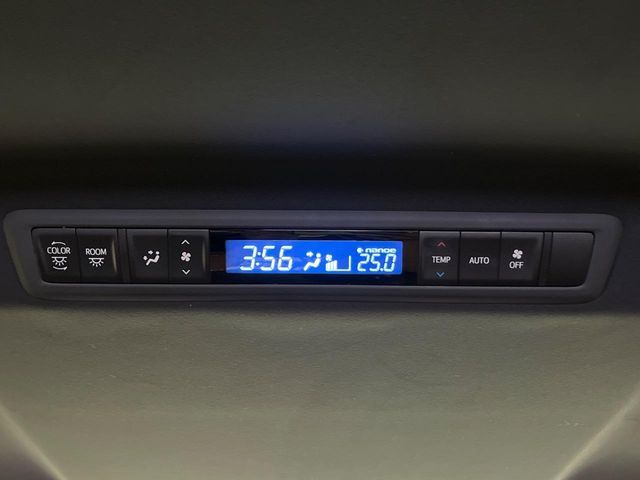 COLOR
ROOM
3:56
nanoe
25.0
TEMP
AUTO
OFF